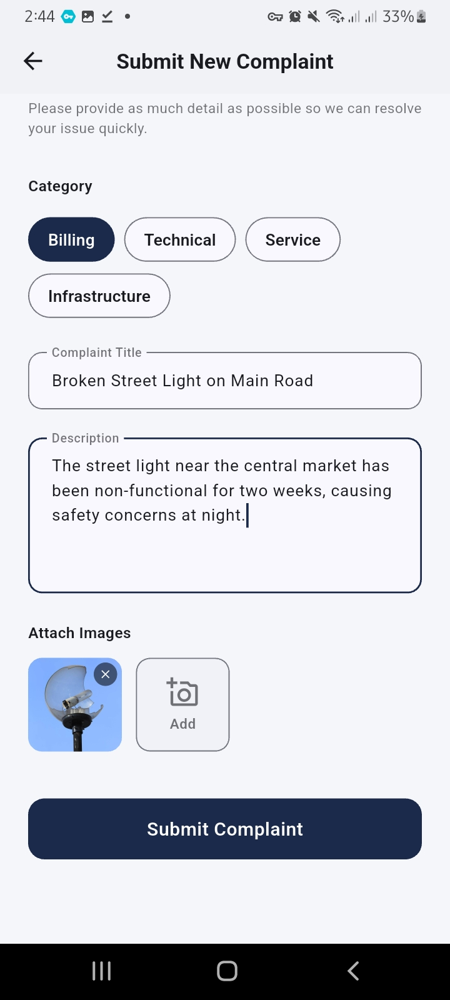 2:44
33%
Submit New Complaint
Please provide as much detail as possible so we can resolve
your issue quickly.
Category
Billing
Technical
Service
Infrastructure
Complaint Title
Broken Street Light on Main Road
Description
The street light near the central market has
been non-functional for two weeks, causing
safety concerns at night.
Attach Images
Add
Submit Complaint